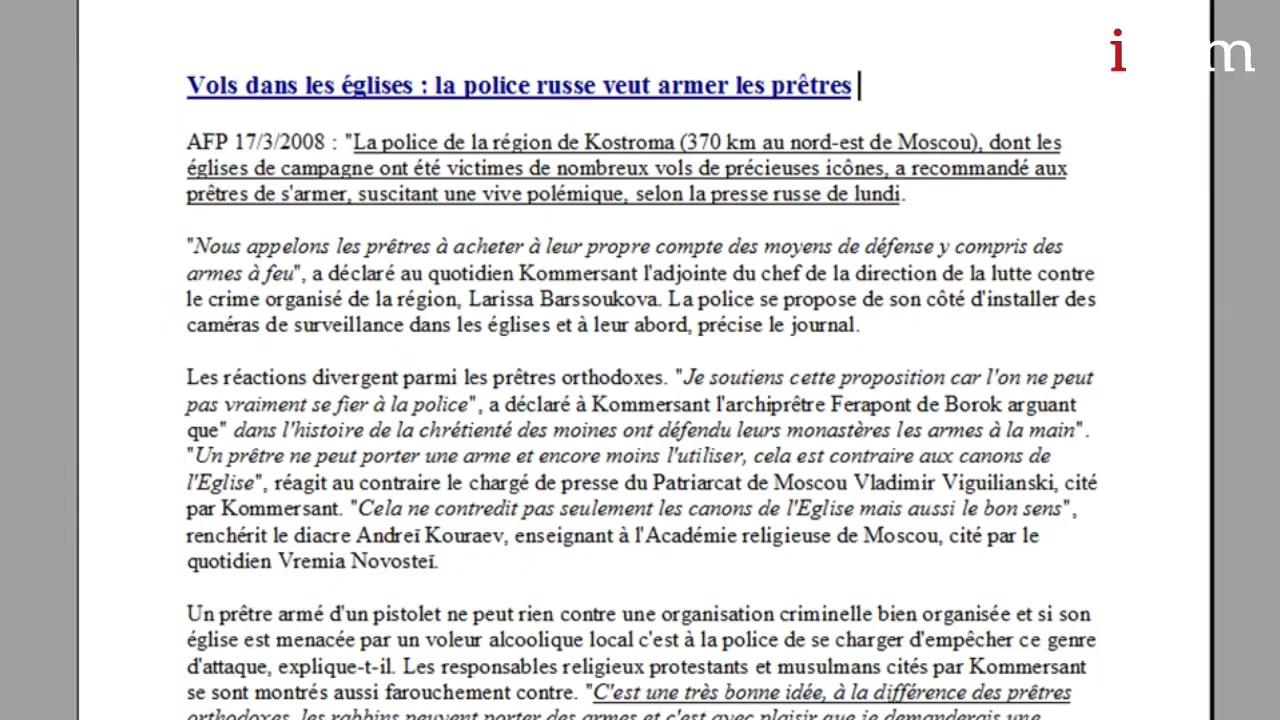 i m
Vols dans les églises : la police russe veut armer les prêtres
AFP 17/3/2008 : "La police de la région de Kostroma (370 km au nord-est de Moscou), dont les
églises de campagne ont été victimes de nombreux vols de précieuses icônes, a recommandé aux
prêtres de s'armer, suscitant une vive polémique, selon la presse russe de lundi.
"Nous appelons les prêtres à acheter à leur propre compte des moyens de défense y compris des
armes à feu", a déclaré au quotidien Kommersant l'adjointe du chef de la direction de la lutte contre
le crime organisé de la région, Larissa Barssoukova. La police se propose de son côté d'installer des
caméras de surveillance dans les églises et à leur abord, précise le journal.
Les réactions divergent parmi les prêtres orthodoxes. "Je soutiens cette proposition car l'on ne peut
pas vraiment se fier à la police", a déclaré à Kommersant l'archiprêtre Ferapont de Borok arguant
que" dans l'histoire de la chrétienté des moines ont défendu leurs monastères les armes à la main".
"Un prêtre ne peut porter une arme et encore moins l'utiliser, cela est contraire aux canons de
l'Eglise", réagit au contraire le chargé de presse du Patriarcat de Moscou Vladimir Viguilianski, cité
par Kommersant. "Cela ne contredit pas seulement les canons de l'Eglise mais aussi le bon sens",
renchérit le diacre Andreï Kouraev, enseignant à l'Académie religieuse de Moscou, cité par le
quotidien Vremia Novosteï.
Un prêtre armé d'un pistolet ne peut rien contre une organisation criminelle bien organisée et si son
église est menacée par un voleur alcoolique local c'est à la police de se charger d'empêcher ce genre
d'attaque, explique-t-il. Les responsables religieux protestants et musulmans cités par Kommersant
se sont montrés aussi farouchement contre. "C'est une très bonne idée, à la différence des prêtres
orthodoxes, les rabbins peuvent porter des armes et c'est avec plaisir que je demanderais une